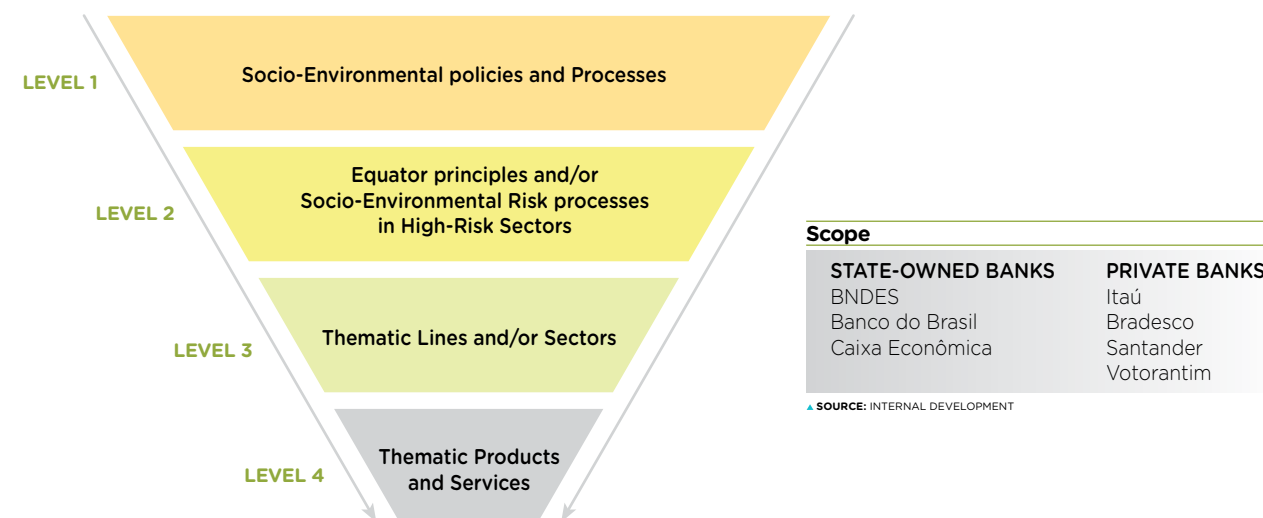 LEVEL 1
Socio-Environmental policies and Processes
LEVEL 2
Equator principles and/or
Socio-Environmental Risk processes
in High-Risk Sectors
LEVEL 3
Thematic Lines and/or Sectors
LEVEL 4
Thematic Products
and Services
Scope
STATE-OWNED BANKS
BNDES
Banco do Brasil
Caixa Econômica
PRIVATE BANKS
Itaú
Bradesco
Santander
Votorantim
▲ SOURCE: INTERNAL DEVELOPMENT